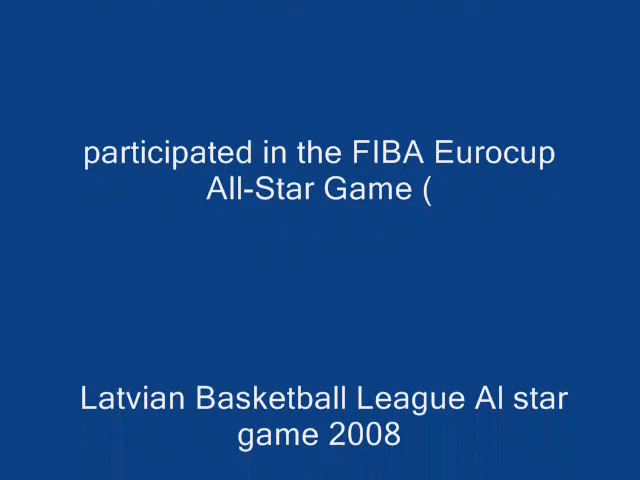 participated in the FIBA Eurocup
All-Star Game (
Latvian Basketball League Al star
game 2008